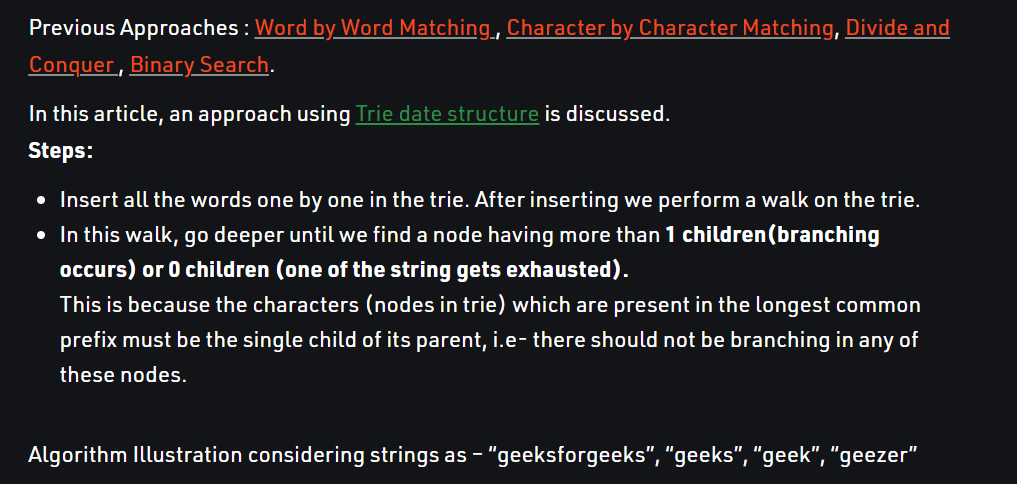 Previous Approaches : Word by Word Matching , Character by Character Matching, Divide and
Conquer , Binary Search.
In this article, an approach using Trie date structure is discussed.
Steps:
• Insert all the words one by one in the trie. After inserting we perform a walk on the trie.
• In this walk, go deeper until we find a node having more than 1 children(branching
occurs) or 0 children (one of the string gets exhausted).
This is because the characters (nodes in trie) which are present in the longest common
prefix must be the single child of its parent, i.e- there should not be branching in any of
these nodes.
Algorithm Illustration considering strings as – “geeksforgeeks”, “geeks”, “geek”, “geezer”